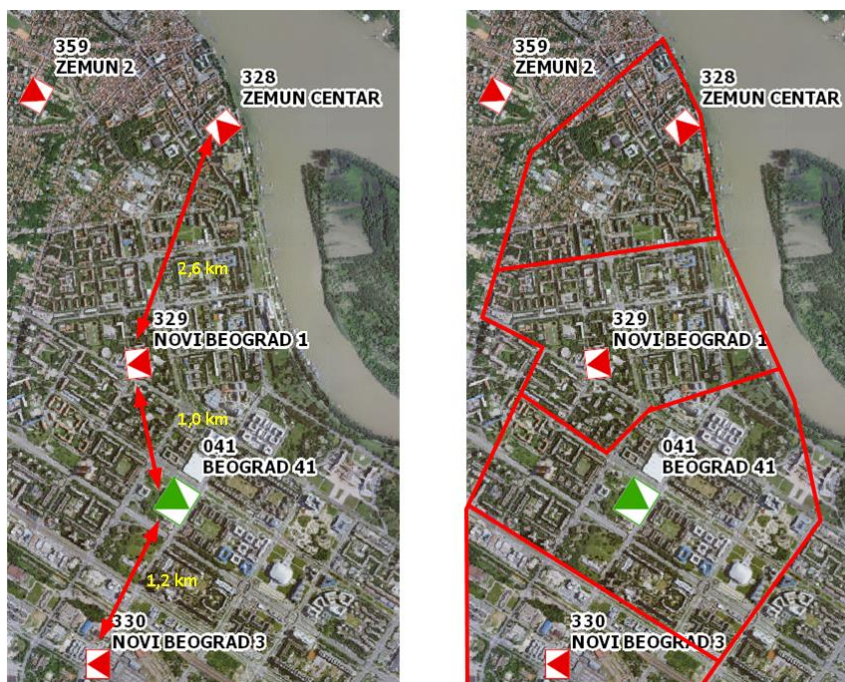 359
ZEMUN 2
328
ZEMUN CENTAR
2,6 km
329
NOVI BEOGRAD 1
1,0 km
041
BEOGRAD 41
1,2 km
330
NOVI BEOGRAD 3
359
ZEMUN 2
328
ZEMUN CENTAR
329
NOVI BEOGRAD 1
041
BEOGRAD 41
330
NOVI BEOGRAD 3